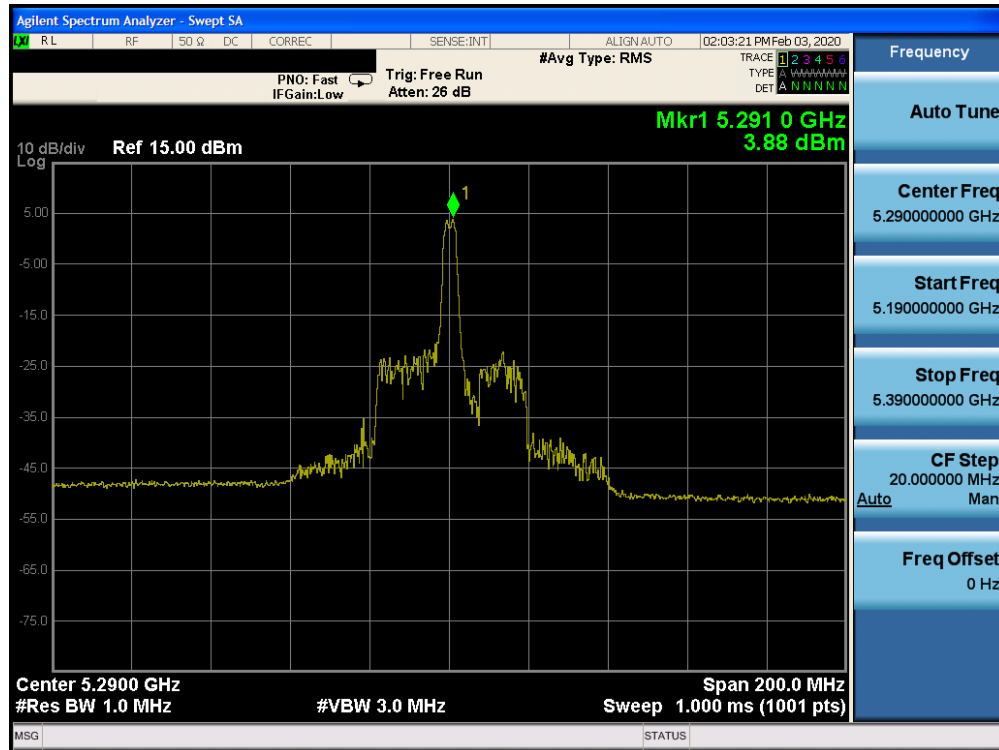 Agilent Spectrum Analyzer - Swept SA
LXI RL RF 50 Ω DC CORREC SENSE:INT ALIGN AUTO 02:03:21 PM Feb 03, 2020
#Avg Type: RMS
TRACE 1 2 3 4 5 6
TYPE A WWWWW
DET A N N N N N
PNO: Fast
IFGain:Low
Trig: Free Run
Atten: 26 dB
Mkr1 5.291 0 GHz
3.88 dBm
10 dB/div Ref 15.00 dBm
Log
1
5.00
-5.00
-15.0
-25.0
-35.0
-45.0
-55.0
-65.0
-75.0
Center 5.2900 GHz Span 200.0 MHz
#Res BW 1.0 MHz #VBW 3.0 MHz Sweep 1.000 ms (1001 pts)
MSG STATUS
Frequency
Auto Tune
Center Freq
5.290000000 GHz
Start Freq
5.190000000 GHz
Stop Freq
5.390000000 GHz
CF Step
20.000000 MHz
Auto Man
Freq Offset
0 Hz